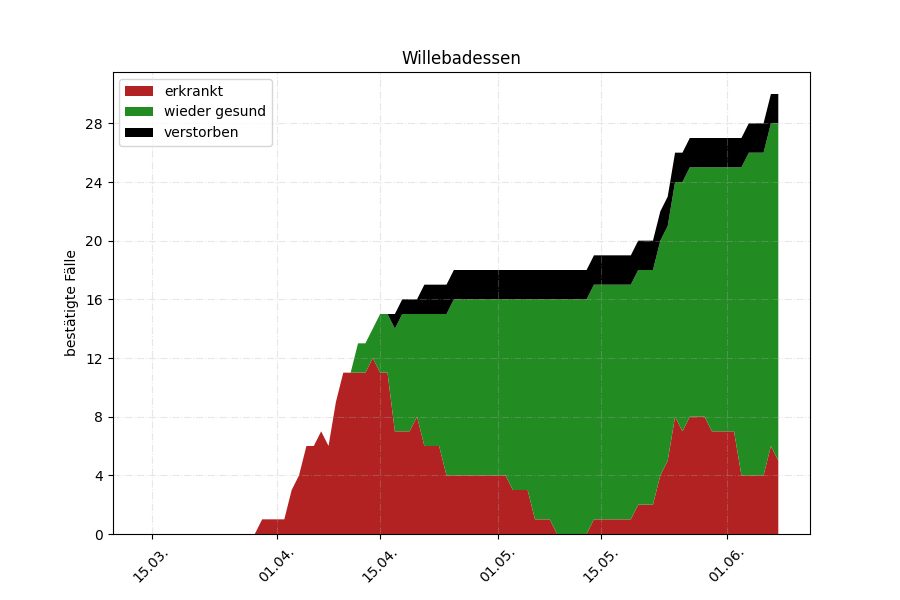 Willebadessen
erkrankt
wieder gesund
verstorben
bestätigte Fälle
28
24
20
16
12
8
4
0
15.03.
01.04.
15.04.
01.05.
15.05.
01.06.